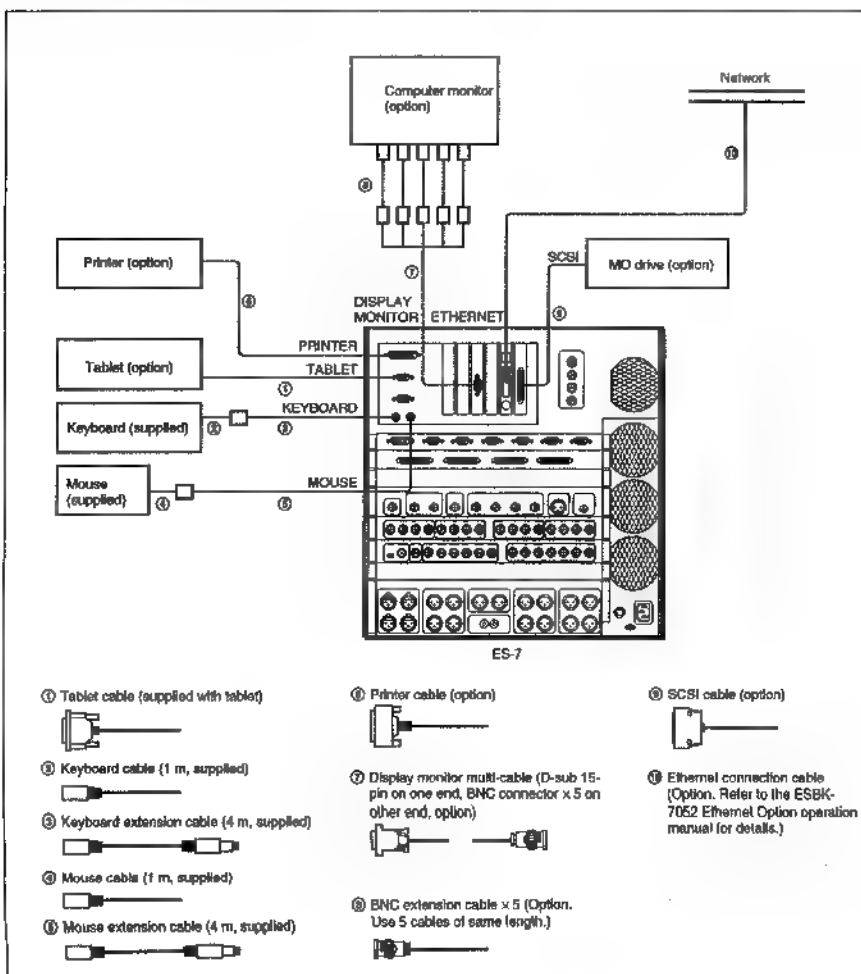 Computer monitor
(option)
Network
⑩
⑧
⑦
Printer (option)
SCSI
MO drive (option)
⑥
⑨
DISPLAY
MONITOR
ETHERNET
PRINTER
Tablet (option)
TABLET
①
KEYBOARD
Keyboard (supplied)
②
③
Mouse
(supplied)
MOUSE
④
⑤
ES-7
① Tablet cable (supplied with tablet)
② Keyboard cable (1 m, supplied)
③ Keyboard extension cable (4 m, supplied)
④ Mouse cable (1 m, supplied)
⑤ Mouse extension cable (4 m, supplied)
⑥ Printer cable (option)
⑦ Display monitor multi-cable (D-sub 15-
pin on one end, BNC connector x 5 on
other end, option)
⑧ BNC extension cable x 5 (Option.
Use 5 cables of same length.)
⑨ SCSI cable (option)
⑩ Ethernet connection cable
(Option. Refer to the ESBK-
7052 Ethernet Option operation
manual for details.)